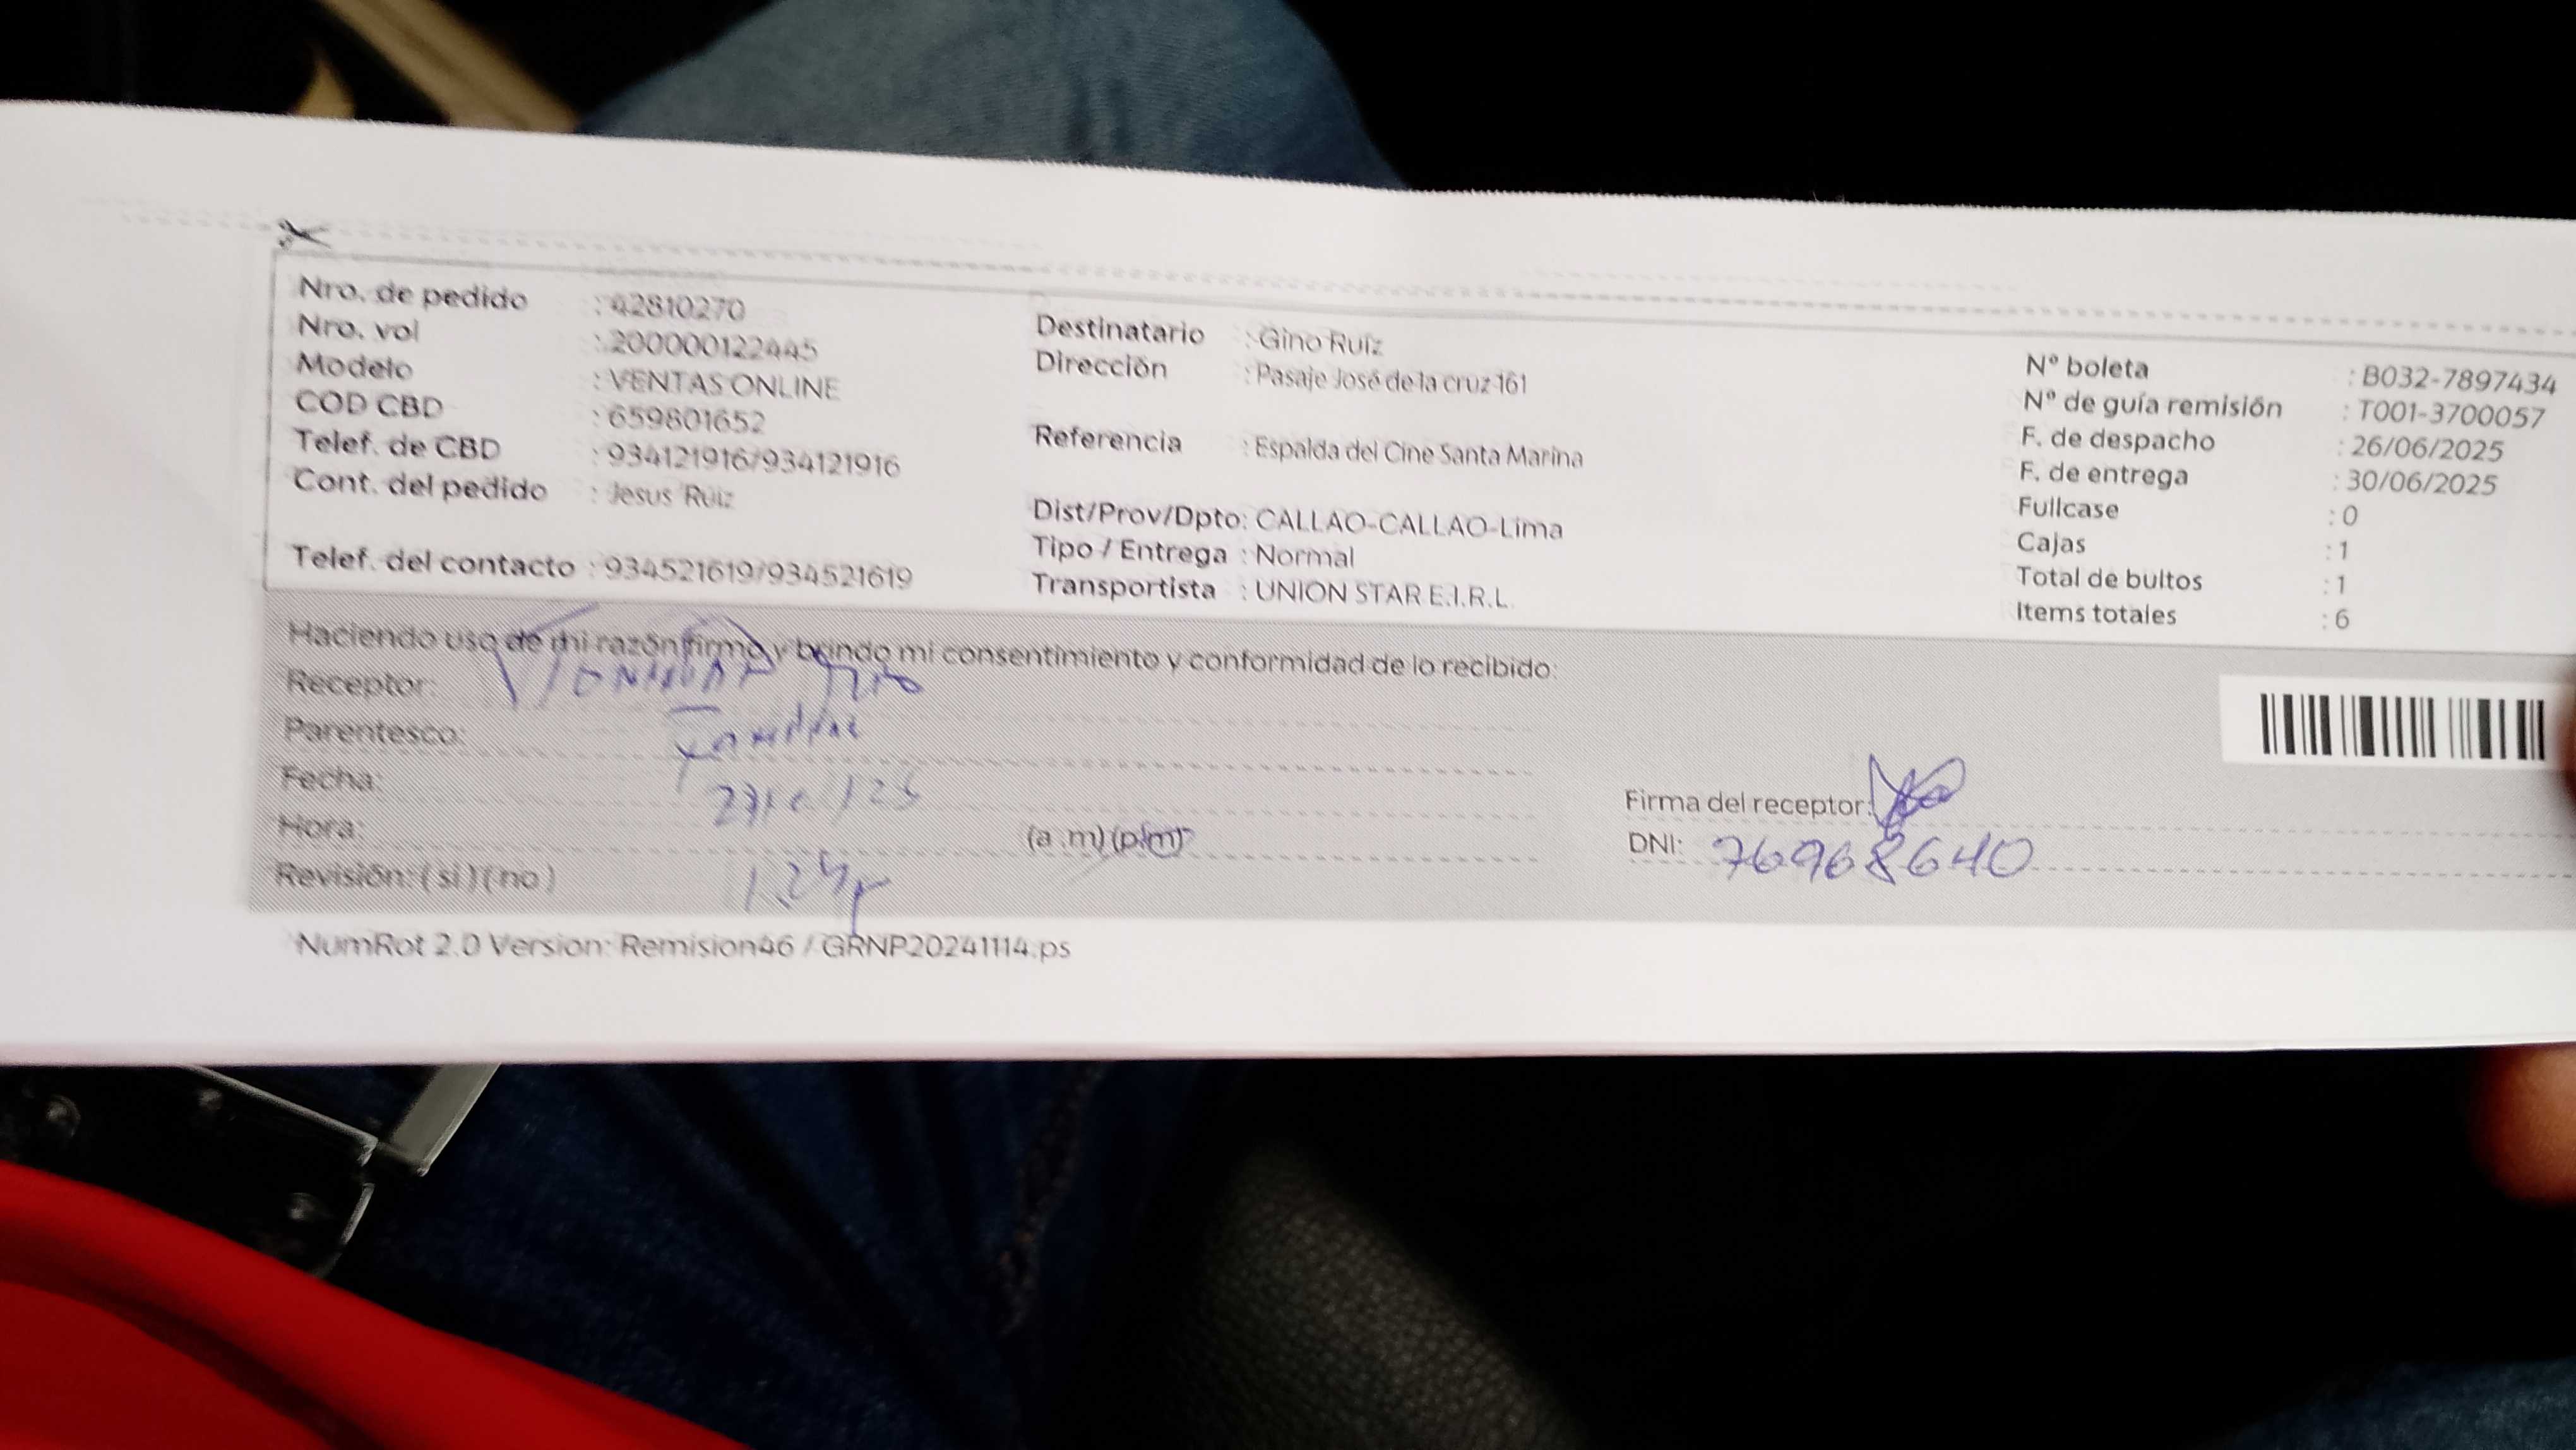 Nro. de pedido : 42810270
Nro. vol : 200000122445
Modelo : VENTAS ONLINE
COD CBD : 659801652
Telef. de CBD : 934121916/934121916
Cont. del pedido : Jesus Ruiz
Telef. del contacto : 934521619/934521619
Destinatario : Gino Ruiz
Dirección : Pasaje José de la cruz 161
Referencia : Espalda del Cine Santa Marina
Dist/Prov/Dpto: CALLAO-CALLAO-Lima
Tipo / Entrega : Normal
Transportista : UNION STAR E.I.R.L.
Nº boleta : B032-7897434
Nº de guía remisión : T001-3700057
F. de despacho : 26/06/2025
F. de entrega : 30/06/2025
Fullcase : 0
Cajas : 1
Total de bultos : 1
Items totales : 6
Haciendo uso de mi razón firmo y brindo mi consentimiento y conformidad de lo recibido:
Receptor:
Parentesco: Familiar
Fecha:
Hora: (a .m) (p.m)
Revisión: ( si ) ( no )
Firma del receptor:
DNI: 76968640
NumRot 2.0 Version: Remision46 / GRNP20241114.ps